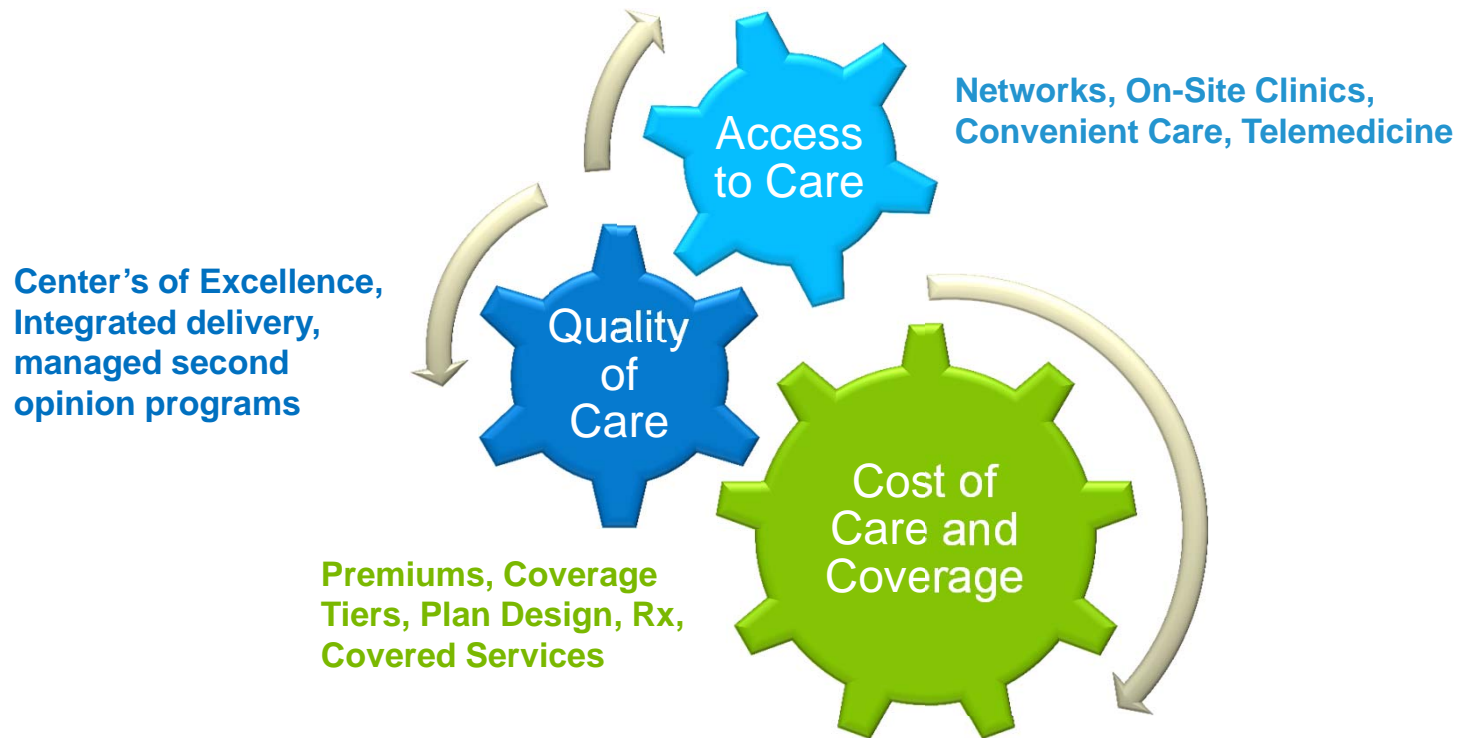 Access
to Care
Networks, On-Site Clinics,
Convenient Care, Telemedicine
Center’s of Excellence,
Integrated delivery,
managed second
opinion programs
Quality
of
Care
Cost of
Care and
Coverage
Premiums, Coverage
Tiers, Plan Design, Rx,
Covered Services